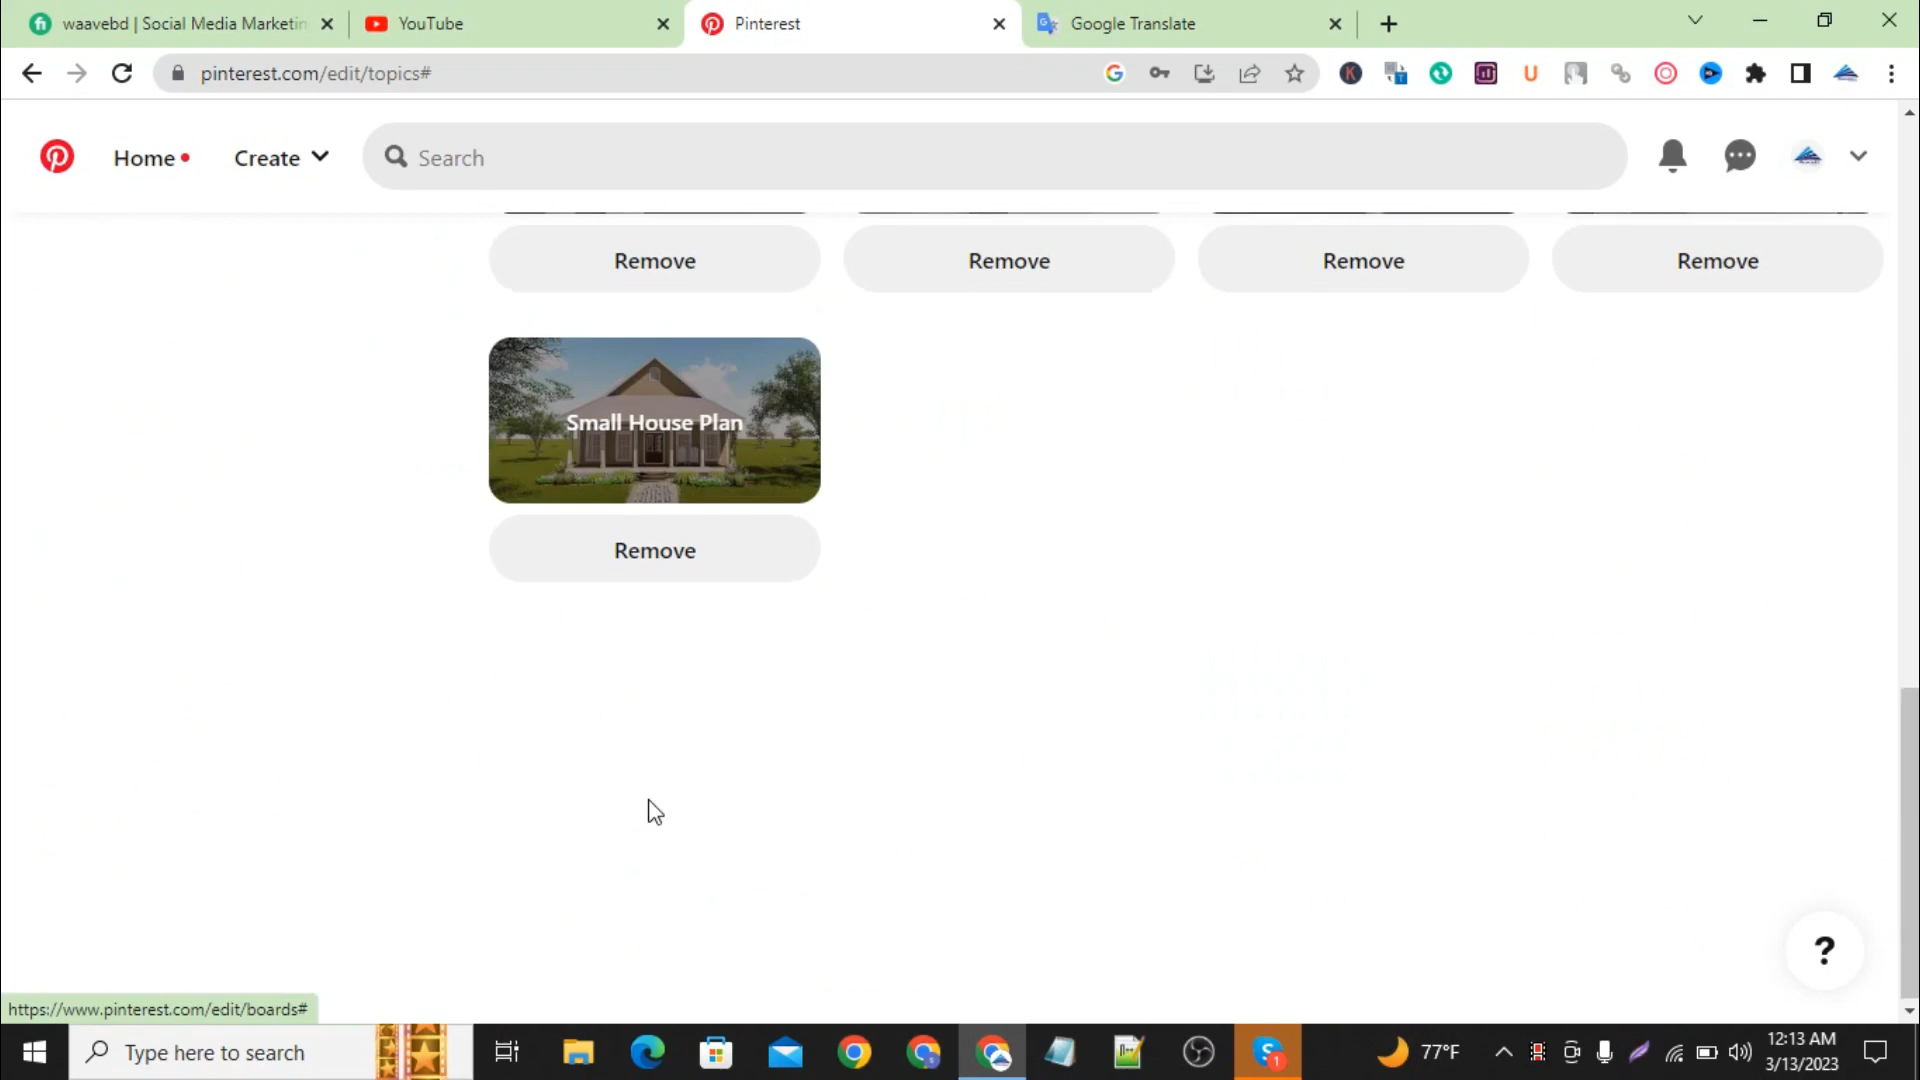 waavebd | Social Media Marketin
YouTube
Pinterest
Google Translate
pinterest.com/edit/topics#
Home
Create
Search
Remove
Remove
Remove
Remove
Small House Plan
Remove
?
https://www.pinterest.com/edit/boards#
Type here to search
1
77°F
12:13 AM
3/13/2023